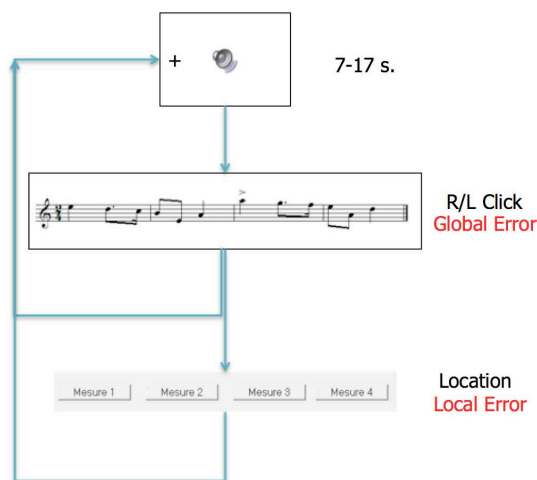 +
7-17 s.
R/L Click
Global Error
Location
Local Error
Mesure 1
Mesure 2
Mesure 3
Mesure 4